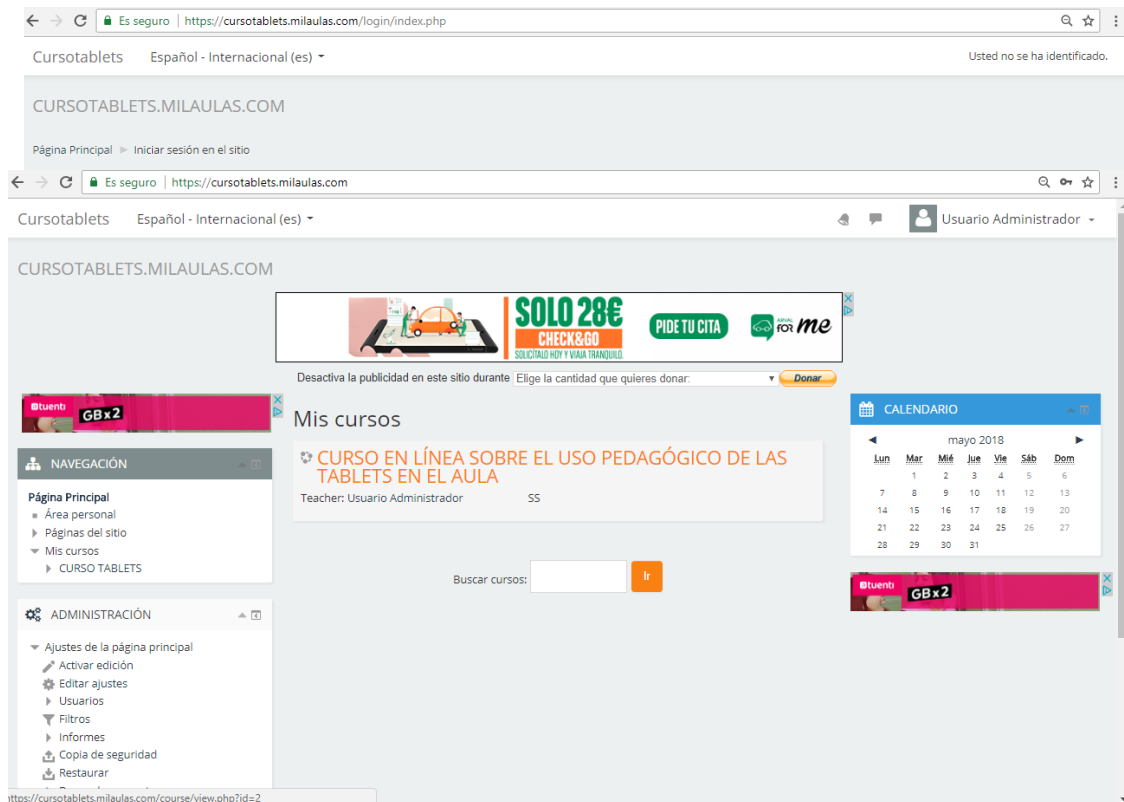 Es seguro | https://cursotablets.milaulas.com/login/index.php
Cursotablets Español - Internacional (es) Usted no se ha identificado.
CURSOTABLETS.MILAULAS.COM
Página Principal Iniciar sesión en el sitio
Es seguro | https://cursotablets.milaulas.com
Cursotablets Español - Internacional (es) Usuario Administrador
CURSOTABLETS.MILAULAS.COM
SOLO 28€
CHECK&GO
SOLICÍTALO HOY Y VIAJA TRANQUILO.
PIDE TU CITA
ARVAL FOR me
Desactiva la publicidad en este sitio durante Elige la cantidad que quieres donar: Donar
tuenti GBx2
NAVEGACIÓN
Página Principal
Área personal
Páginas del sitio
Mis cursos
CURSO TABLETS
ADMINISTRACIÓN
Ajustes de la página principal
Activar edición
Editar ajustes
Usuarios
Filtros
Informes
Copia de seguridad
Restaurar
Mis cursos
CURSO EN LÍNEA SOBRE EL USO PEDAGÓGICO DE LAS
TABLETS EN EL AULA
Teacher: Usuario Administrador SS
Buscar cursos: Ir
CALENDARIO
mayo 2018
Lun Mar Mié Jue Vie Sáb Dom
1 2 3 4 5 6
7 8 9 10 11 12 13
14 15 16 17 18 19 20
21 22 23 24 25 26 27
28 29 30 31
tuenti GBx2
https://cursotablets.milaulas.com/course/view.php?id=2